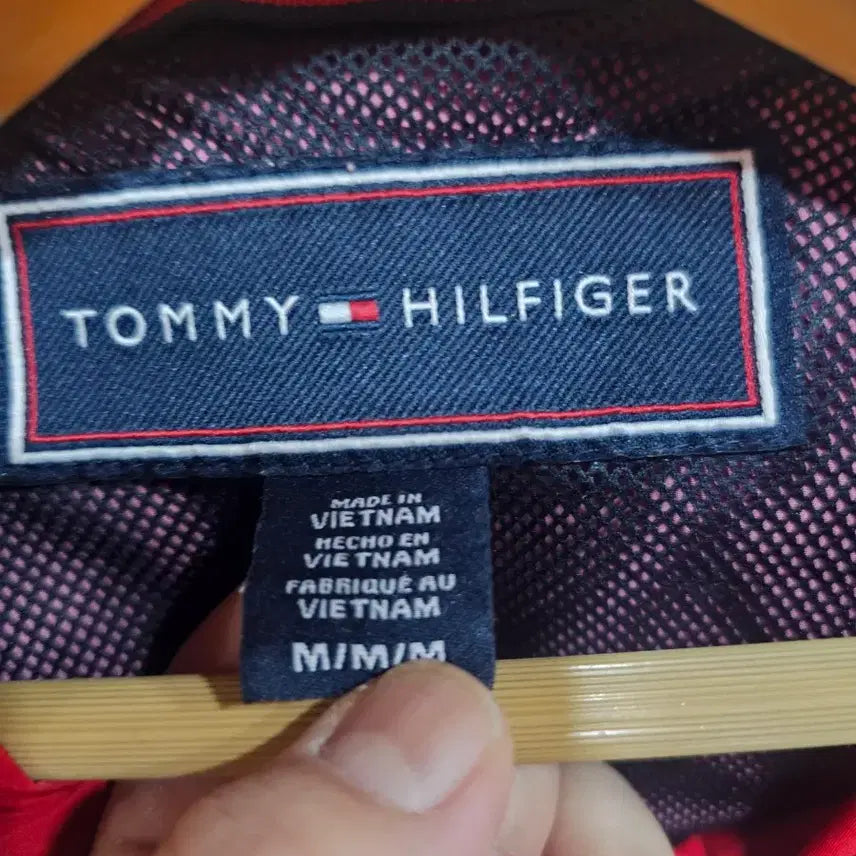 TOMMY HILFIGER
MADE IN
VIETNAM
HECHO EN
VIETNAM
FABRIQUÉ AU
VIETNAM
M/M/M